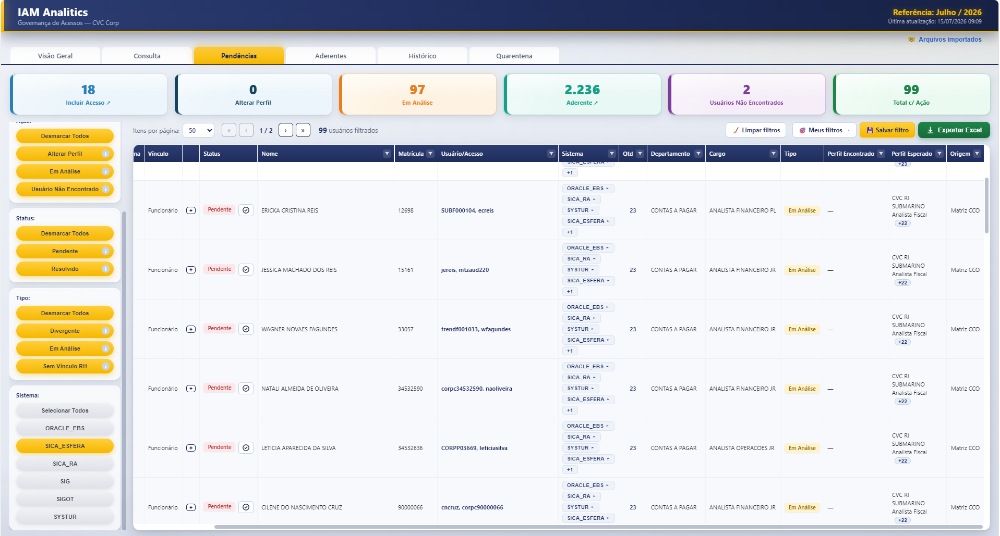 IAM Analitics
Governança de Acessos — CVC Corp
Referência: Julho / 2026
Última atualização: 15/07/2026 09:09
Arquivos importados
Visão Geral
Consulta
Pendências
Aderentes
Histórico
Quarentena
18
Incluir Acesso ↗
0
Alterar Perfil
97
Em Análise
2.236
Aderente ↗
2
Usuários Não Encontrados
99
Total c/ Ação
Ação:
Desmarcar Todos
Alterar Perfil i
Em Análise i
Usuário Não Encontrado i
Status:
Desmarcar Todos
Pendente i
Resolvido i
Tipo:
Desmarcar Todos
Divergente i
Em Análise i
Sem Vínculo RH i
Sistema:
Selecionar Todos
ORACLE_EBS
SICA_ESFERA
SICA_RA
SIG
SIGOT
SYSTUR
Itens por página: 50 « ‹ 1 / 2 › » 99 usuários filtrados
Limpar filtros
Meus filtros
Salvar filtro
Exportar Excel
na Vínculo Status Nome Matrícula Usuário/Acesso Sistema Qtd Departamento Cargo Tipo Perfil Encontrado Perfil Esperado Origem
SICA_ESFERA
+1
+23
Funcionário + Pendente ERICKA CRISTINA REIS 12698 SUBF000104, ecreis
ORACLE_EBS
SICA_RA
SYSTUR
SICA_ESFERA
+1
23 CONTAS A PAGAR ANALISTA FINANCEIRO PL Em Análise —
CVC RI
SUBMARINO
Analista Fiscal
+22
Matriz CCO
Funcionário + Pendente JESSICA MACHADO DOS REIS 15161 jereis, mtzaud220
ORACLE_EBS
SICA_RA
SYSTUR
SICA_ESFERA
+1
23 CONTAS A PAGAR ANALISTA FINANCEIRO JR Em Análise —
CVC RI
SUBMARINO
Analista Fiscal
+22
Matriz CCO
Funcionário + Pendente WAGNER NOVAES FAGUNDES 33057 trendf001033, wfagundes
ORACLE_EBS
SICA_RA
SYSTUR
SICA_ESFERA
+1
23 CONTAS A PAGAR ANALISTA FINANCEIRO JR Em Análise —
CVC RI
SUBMARINO
Analista Fiscal
+22
Matriz CCO
Funcionário + Pendente NATALI ALMEIDA DE OLIVEIRA 34532590 corpc34532590, naoliveira
ORACLE_EBS
SICA_RA
SYSTUR
SICA_ESFERA
+1
23 CONTAS A PAGAR ANALISTA FINANCEIRO JR Em Análise —
CVC RI
SUBMARINO
Analista Fiscal
+22
Matriz CCO
Funcionário + Pendente LETICIA APARECIDA DA SILVA 34532636 CORPP03669, leticiasilva
ORACLE_EBS
SICA_RA
SYSTUR
SICA_ESFERA
+1
23 CONTAS A PAGAR ANALISTA OPERACOES JR Em Análise —
CVC RI
SUBMARINO
Analista Fiscal
+22
Matriz CCO
Funcionário + Pendente CILENE DO NASCIMENTO CRUZ 90000066 cncruz, corpc90000066
ORACLE_EBS
SICA_RA
SYSTUR
SICA_ESFERA
23 CONTAS A PAGAR ANALISTA FINANCEIRO JR Em Análise —
CVC RI
SUBMARINO
Analista Fiscal
+22
Matriz CCO